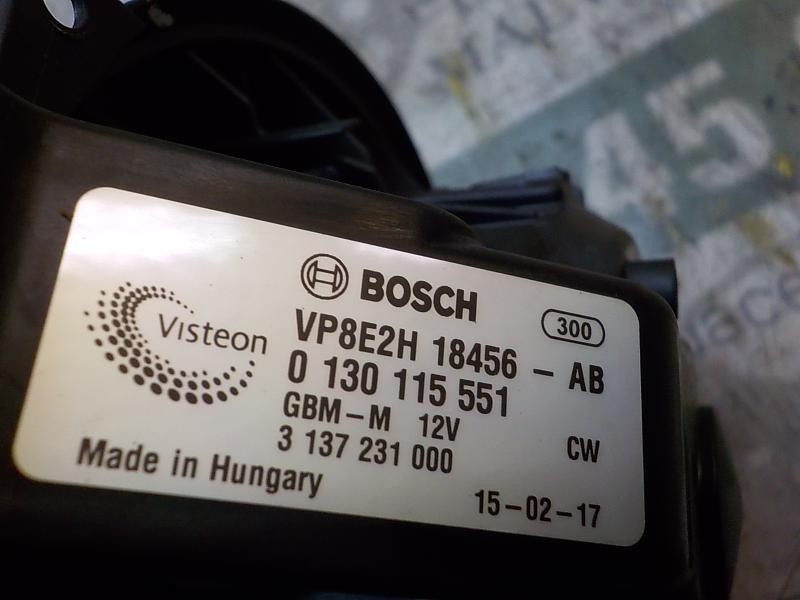 BOSCH
Visteon
300
VP8E2H 18456 - AB
0 130 115 551
GBM-M 12V
CW
3 137 231 000
Made in Hungary
15-02-17
45